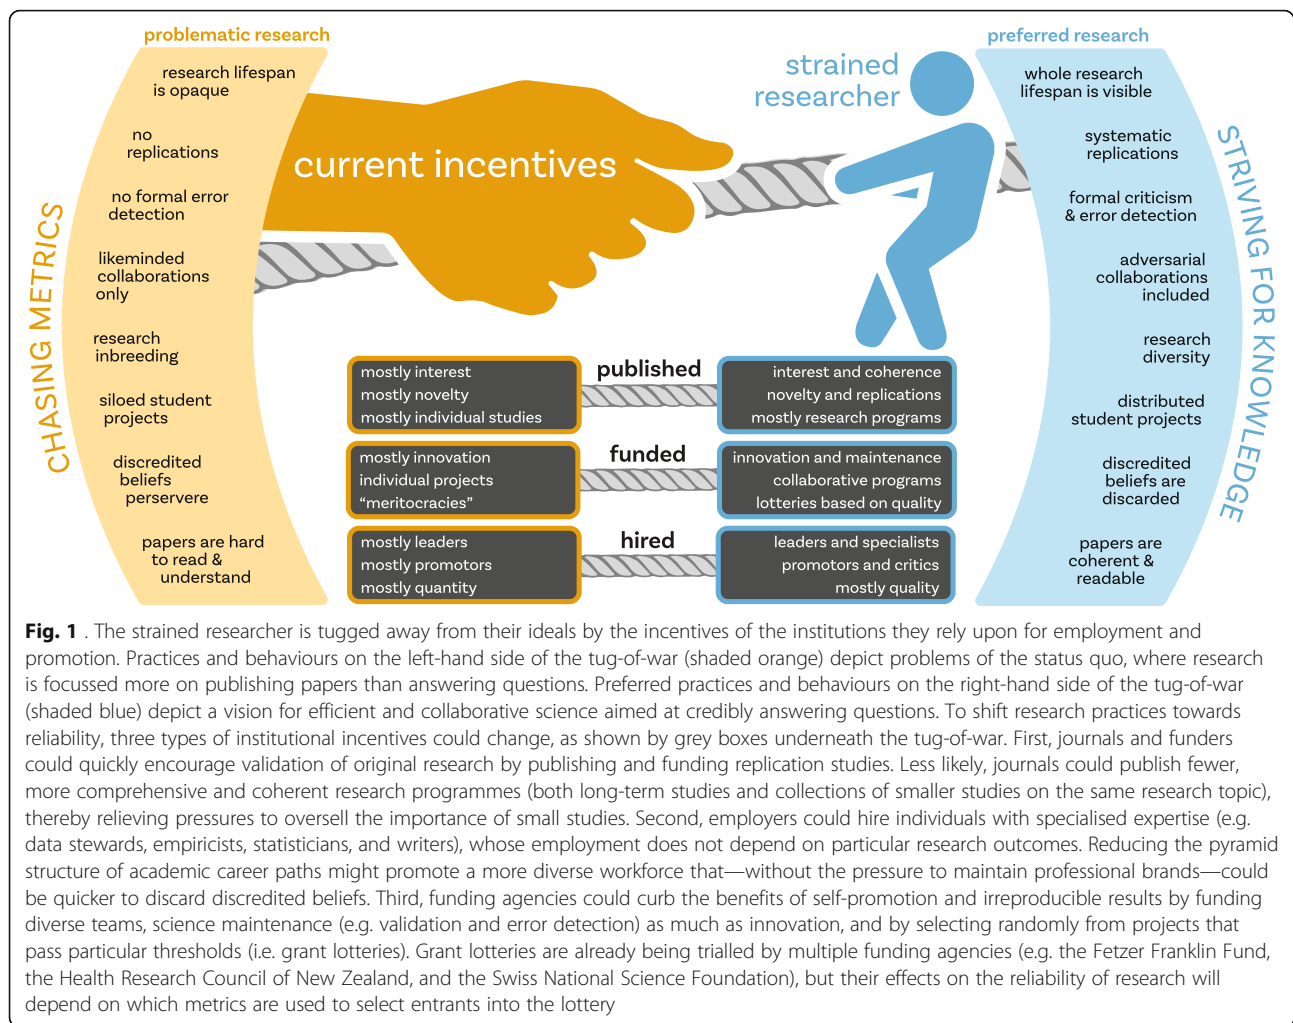 problematic research
research lifespan
is opaque
no
replications
no formal error
detection
likeminded
collaborations
only
research
inbreeding
siloed student
projects
discredited
beliefs
perservere
papers are hard
to read &
understand
CHASING METRICS
current incentives
strained
researcher
preferred research
whole research
lifespan is visible
systematic
replications
formal criticism
& error detection
adversarial
collaborations
included
research
diversity
distributed
student projects
discredited
beliefs are
discarded
papers are
coherent &
readable
STRIVING FOR KNOWLEDGE
published
mostly interest
mostly novelty
mostly individual studies
interest and coherence
novelty and replications
mostly research programs
funded
mostly innovation
individual projects
“meritocracies”
innovation and maintenance
collaborative programs
lotteries based on quality
hired
mostly leaders
mostly promotors
mostly quantity
leaders and specialists
promotors and critics
mostly quality
Fig. 1 . The strained researcher is tugged away from their ideals by the incentives of the institutions they rely upon for employment and
promotion. Practices and behaviours on the left-hand side of the tug-of-war (shaded orange) depict problems of the status quo, where research
is focussed more on publishing papers than answering questions. Preferred practices and behaviours on the right-hand side of the tug-of-war
(shaded blue) depict a vision for efficient and collaborative science aimed at credibly answering questions. To shift research practices towards
reliability, three types of institutional incentives could change, as shown by grey boxes underneath the tug-of-war. First, journals and funders
could quickly encourage validation of original research by publishing and funding replication studies. Less likely, journals could publish fewer,
more comprehensive and coherent research programmes (both long-term studies and collections of smaller studies on the same research topic),
thereby relieving pressures to oversell the importance of small studies. Second, employers could hire individuals with specialised expertise (e.g.
data stewards, empiricists, statisticians, and writers), whose employment does not depend on particular research outcomes. Reducing the pyramid
structure of academic career paths might promote a more diverse workforce that—without the pressure to maintain professional brands—could
be quicker to discard discredited beliefs. Third, funding agencies could curb the benefits of self-promotion and irreproducible results by funding
diverse teams, science maintenance (e.g. validation and error detection) as much as innovation, and by selecting randomly from projects that
pass particular thresholds (i.e. grant lotteries). Grant lotteries are already being trialled by multiple funding agencies (e.g. the Fetzer Franklin Fund,
the Health Research Council of New Zealand, and the Swiss National Science Foundation), but their effects on the reliability of research will
depend on which metrics are used to select entrants into the lottery